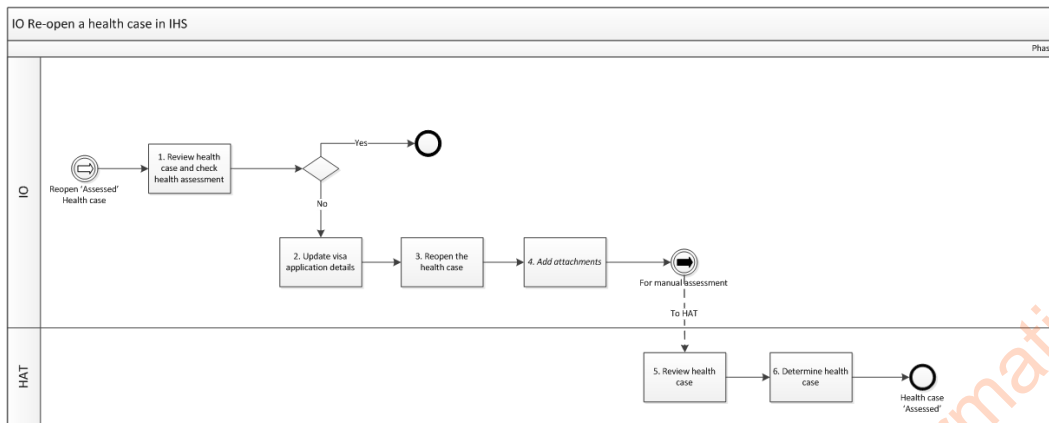 IO Re-open a health case in IHS
Phas
IO
Reopen 'Assessed'
Health case
1. Review health
case and check
health assessment
Yes
No
2. Update visa
application details
3. Reopen the
health case
4. Add attachments
For manual assessment
To HAT
HAT
5. Review health
case
6. Determine health
case
Health case
'Assessed'
rmati